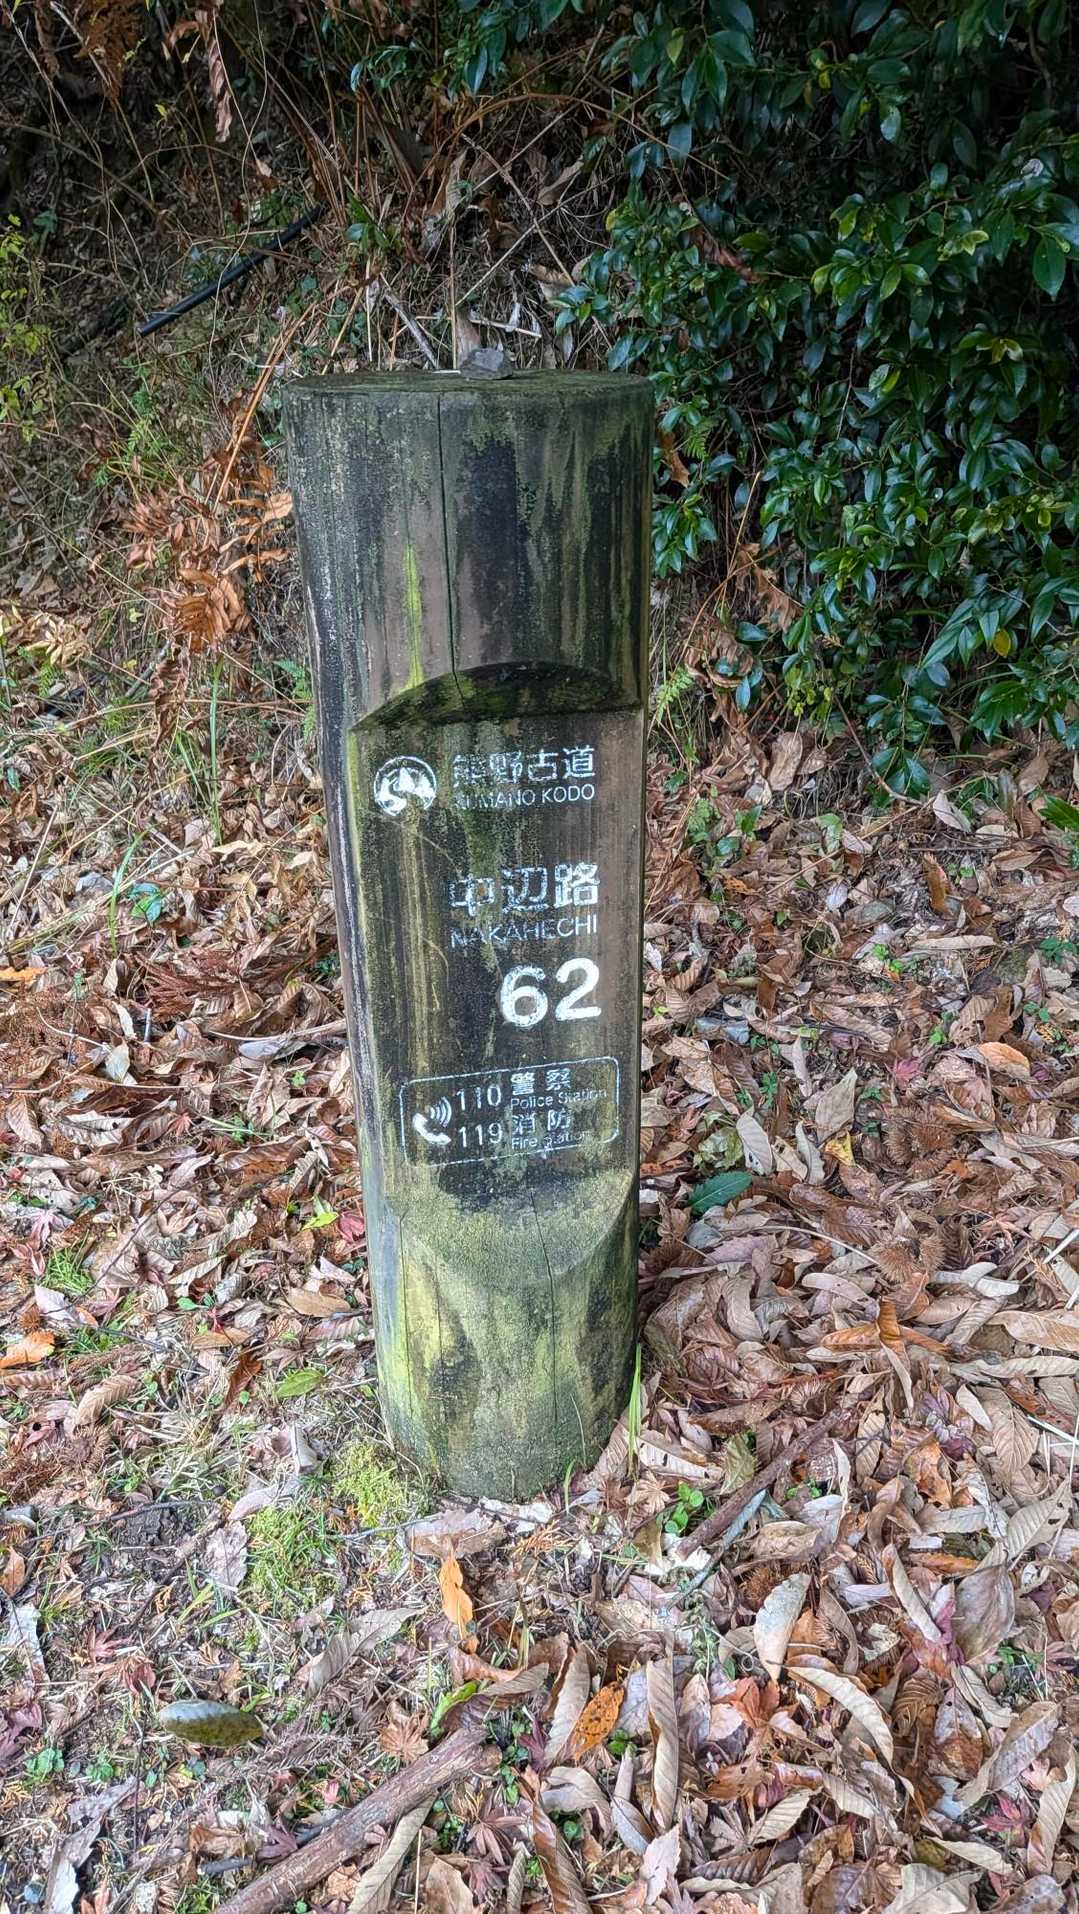 熊野古道
KUMANO KODO
中辺路
NAKAHECHI
62
110 警察
Police Station
119 消防
Fire Station